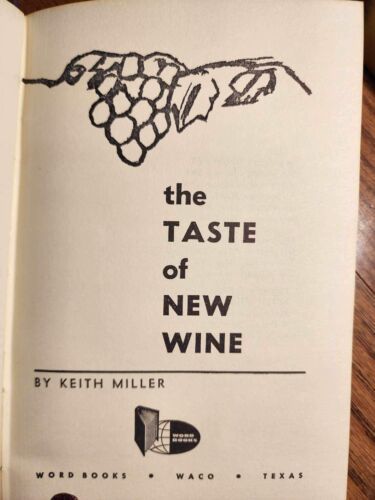 the
TASTE
of
NEW
WINE
BY KEITH MILLER
WORD
BOOKS
WORD BOOKS • WACO • TEXAS